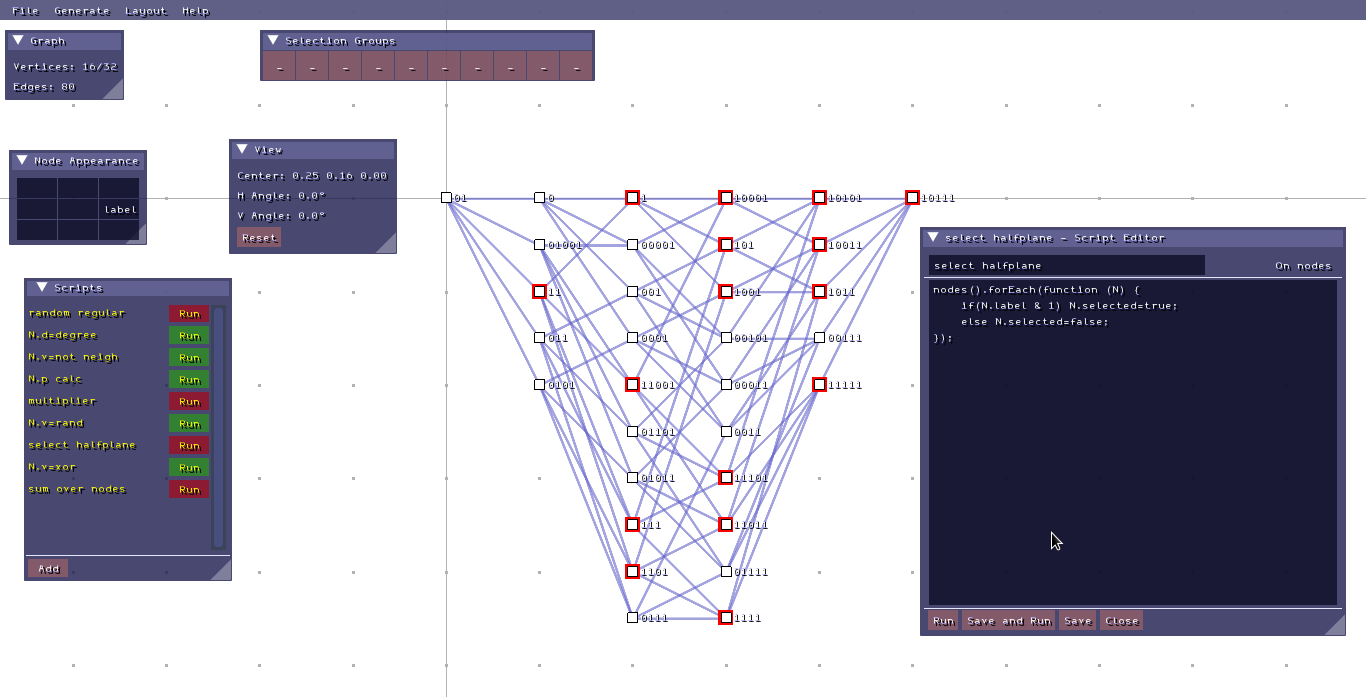 File Generate Layout Help
Graph
Vertices: 16/32
Edges: 80
Selection Groups
- - - - - - - - - -
Node Appearance
label
View
Center: 0.25 0.16 0.00
H Angle: 0.0°
V Angle: 0.0°
Reset
Scripts
random regular Run
N.d=degree Run
N.v=not neigh Run
N.p calc Run
multiplier Run
N.v=rand Run
select halfplane Run
N.v=xor Run
sum over nodes Run
Add
01 0 1 10001 10101 10111
01001 00001 101 10011
11 001 1001 1011
011 0001 00101 00111
0101 11001 00011 11111
01101 0011
01011 11101
111 11011
1101 01111
0111 1111
select halfplane - Script Editor
select halfplane On nodes
nodes().forEach(function (N) {
    if(N.label & 1) N.selected=true;
    else N.selected=false;
});
Run Save and Run Save Close